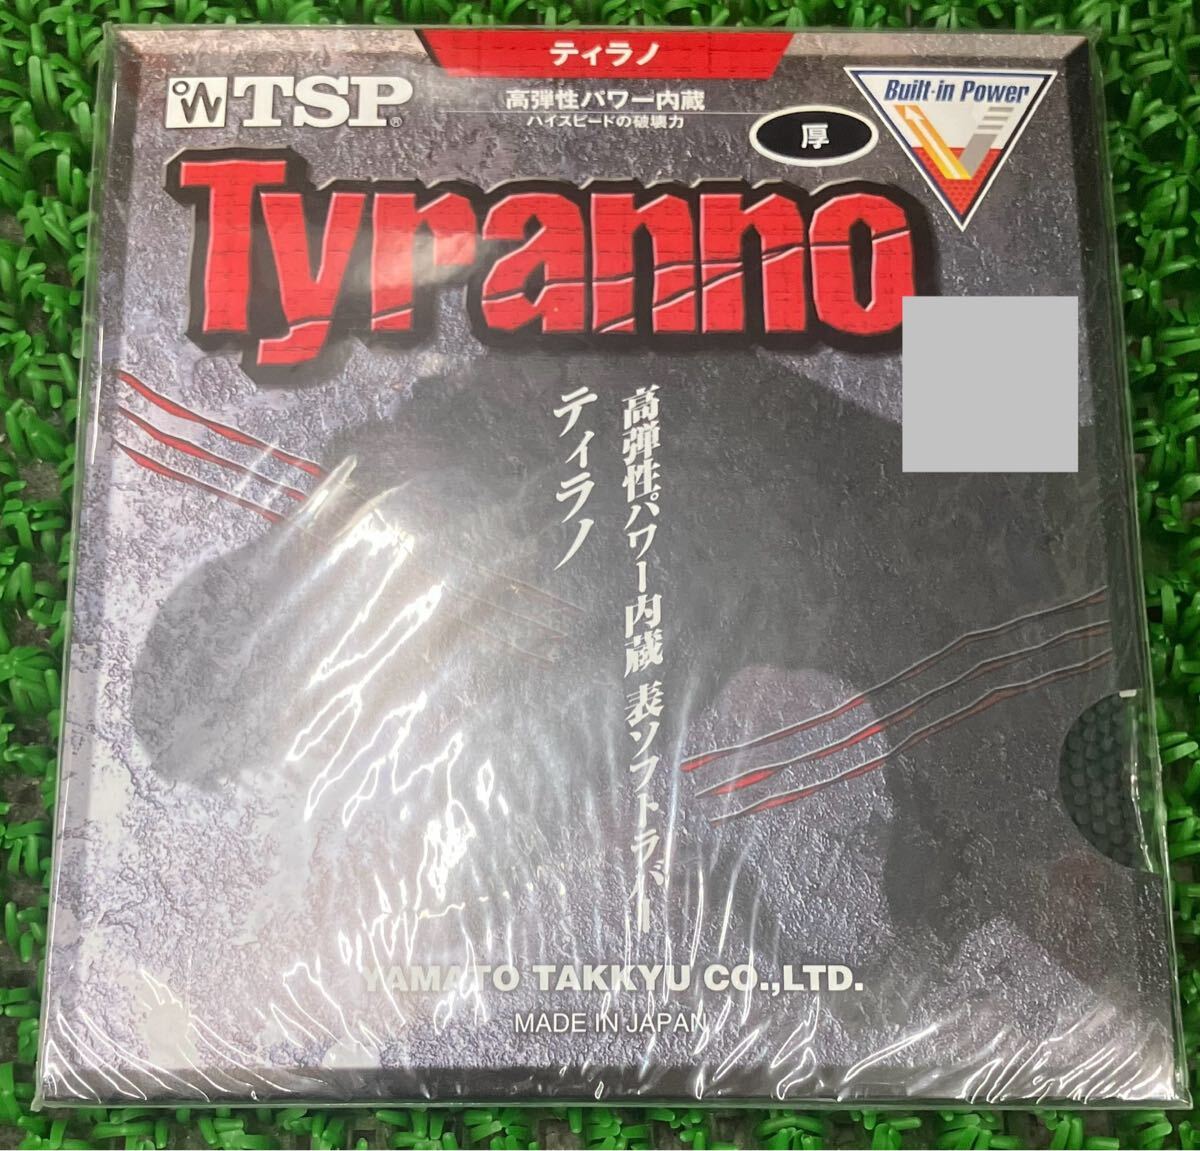 ティラノ
TSP®
高弾性パワー内蔵
ハイスピードの破壊力
厚
Built-in Power
Tyranno
高弾性パワー内蔵 表ソフトラバー
ティラノ
YAMATO TAKKYU CO.,LTD.
MADE IN JAPAN